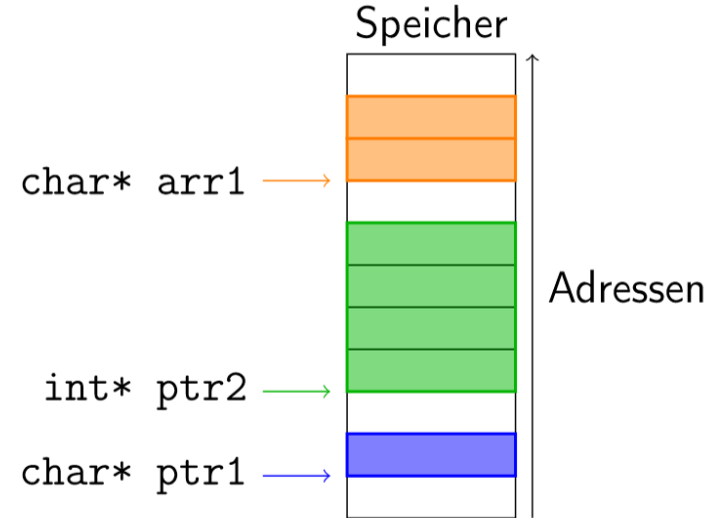 Speicher
char* arr1
Adressen
int* ptr2
char* ptr1